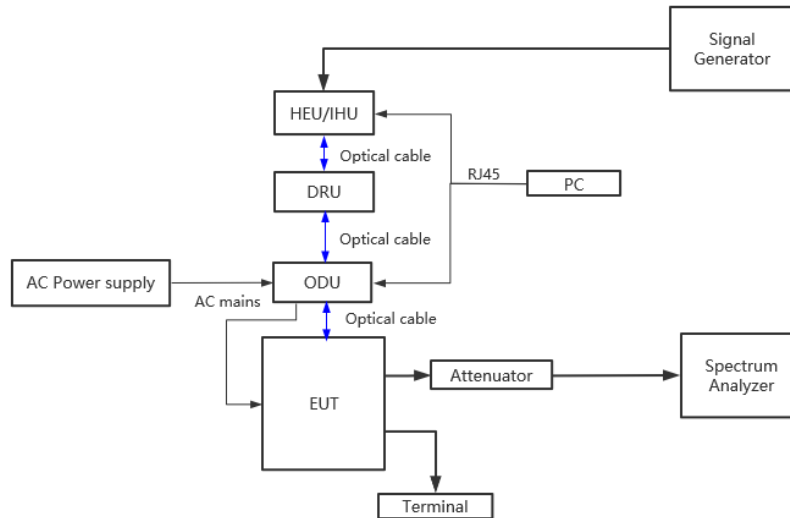 Signal
Generator
HEU/IHU
Optical cable
RJ45
PC
DRU
Optical cable
AC Power supply
AC mains
ODU
Optical cable
EUT
Attenuator
Spectrum
Analyzer
Terminal